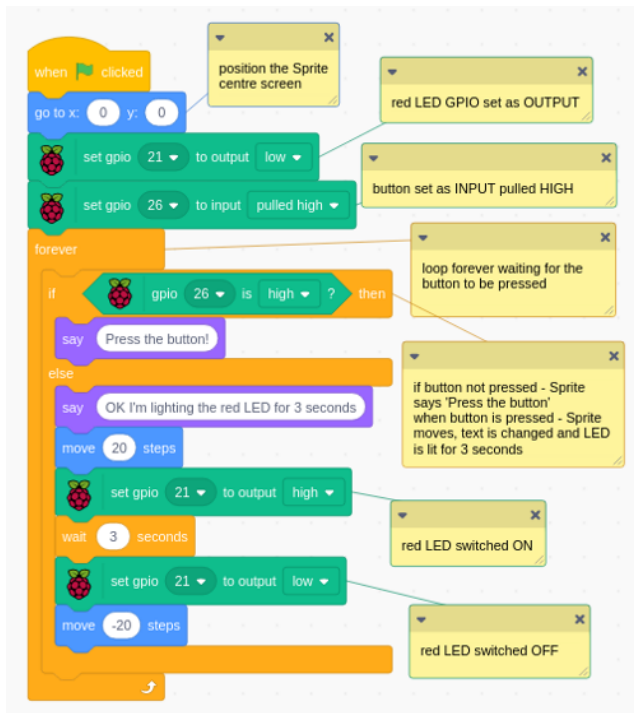 when clicked
position the Sprite
centre screen
go to x: 0 y: 0
red LED GPIO set as OUTPUT
set gpio 21 to output low
button set as INPUT pulled HIGH
set gpio 26 to input pulled high
forever
loop forever waiting for the
button to be pressed
if gpio 26 is high ? then
say Press the button!
else
if button not pressed - Sprite
says 'Press the button'
when button is pressed - Sprite
moves, text is changed and LED
is lit for 3 seconds
say OK I'm lighting the red LED for 3 seconds
move 20 steps
set gpio 21 to output high
red LED switched ON
wait 3 seconds
set gpio 21 to output low
red LED switched OFF
move -20 steps